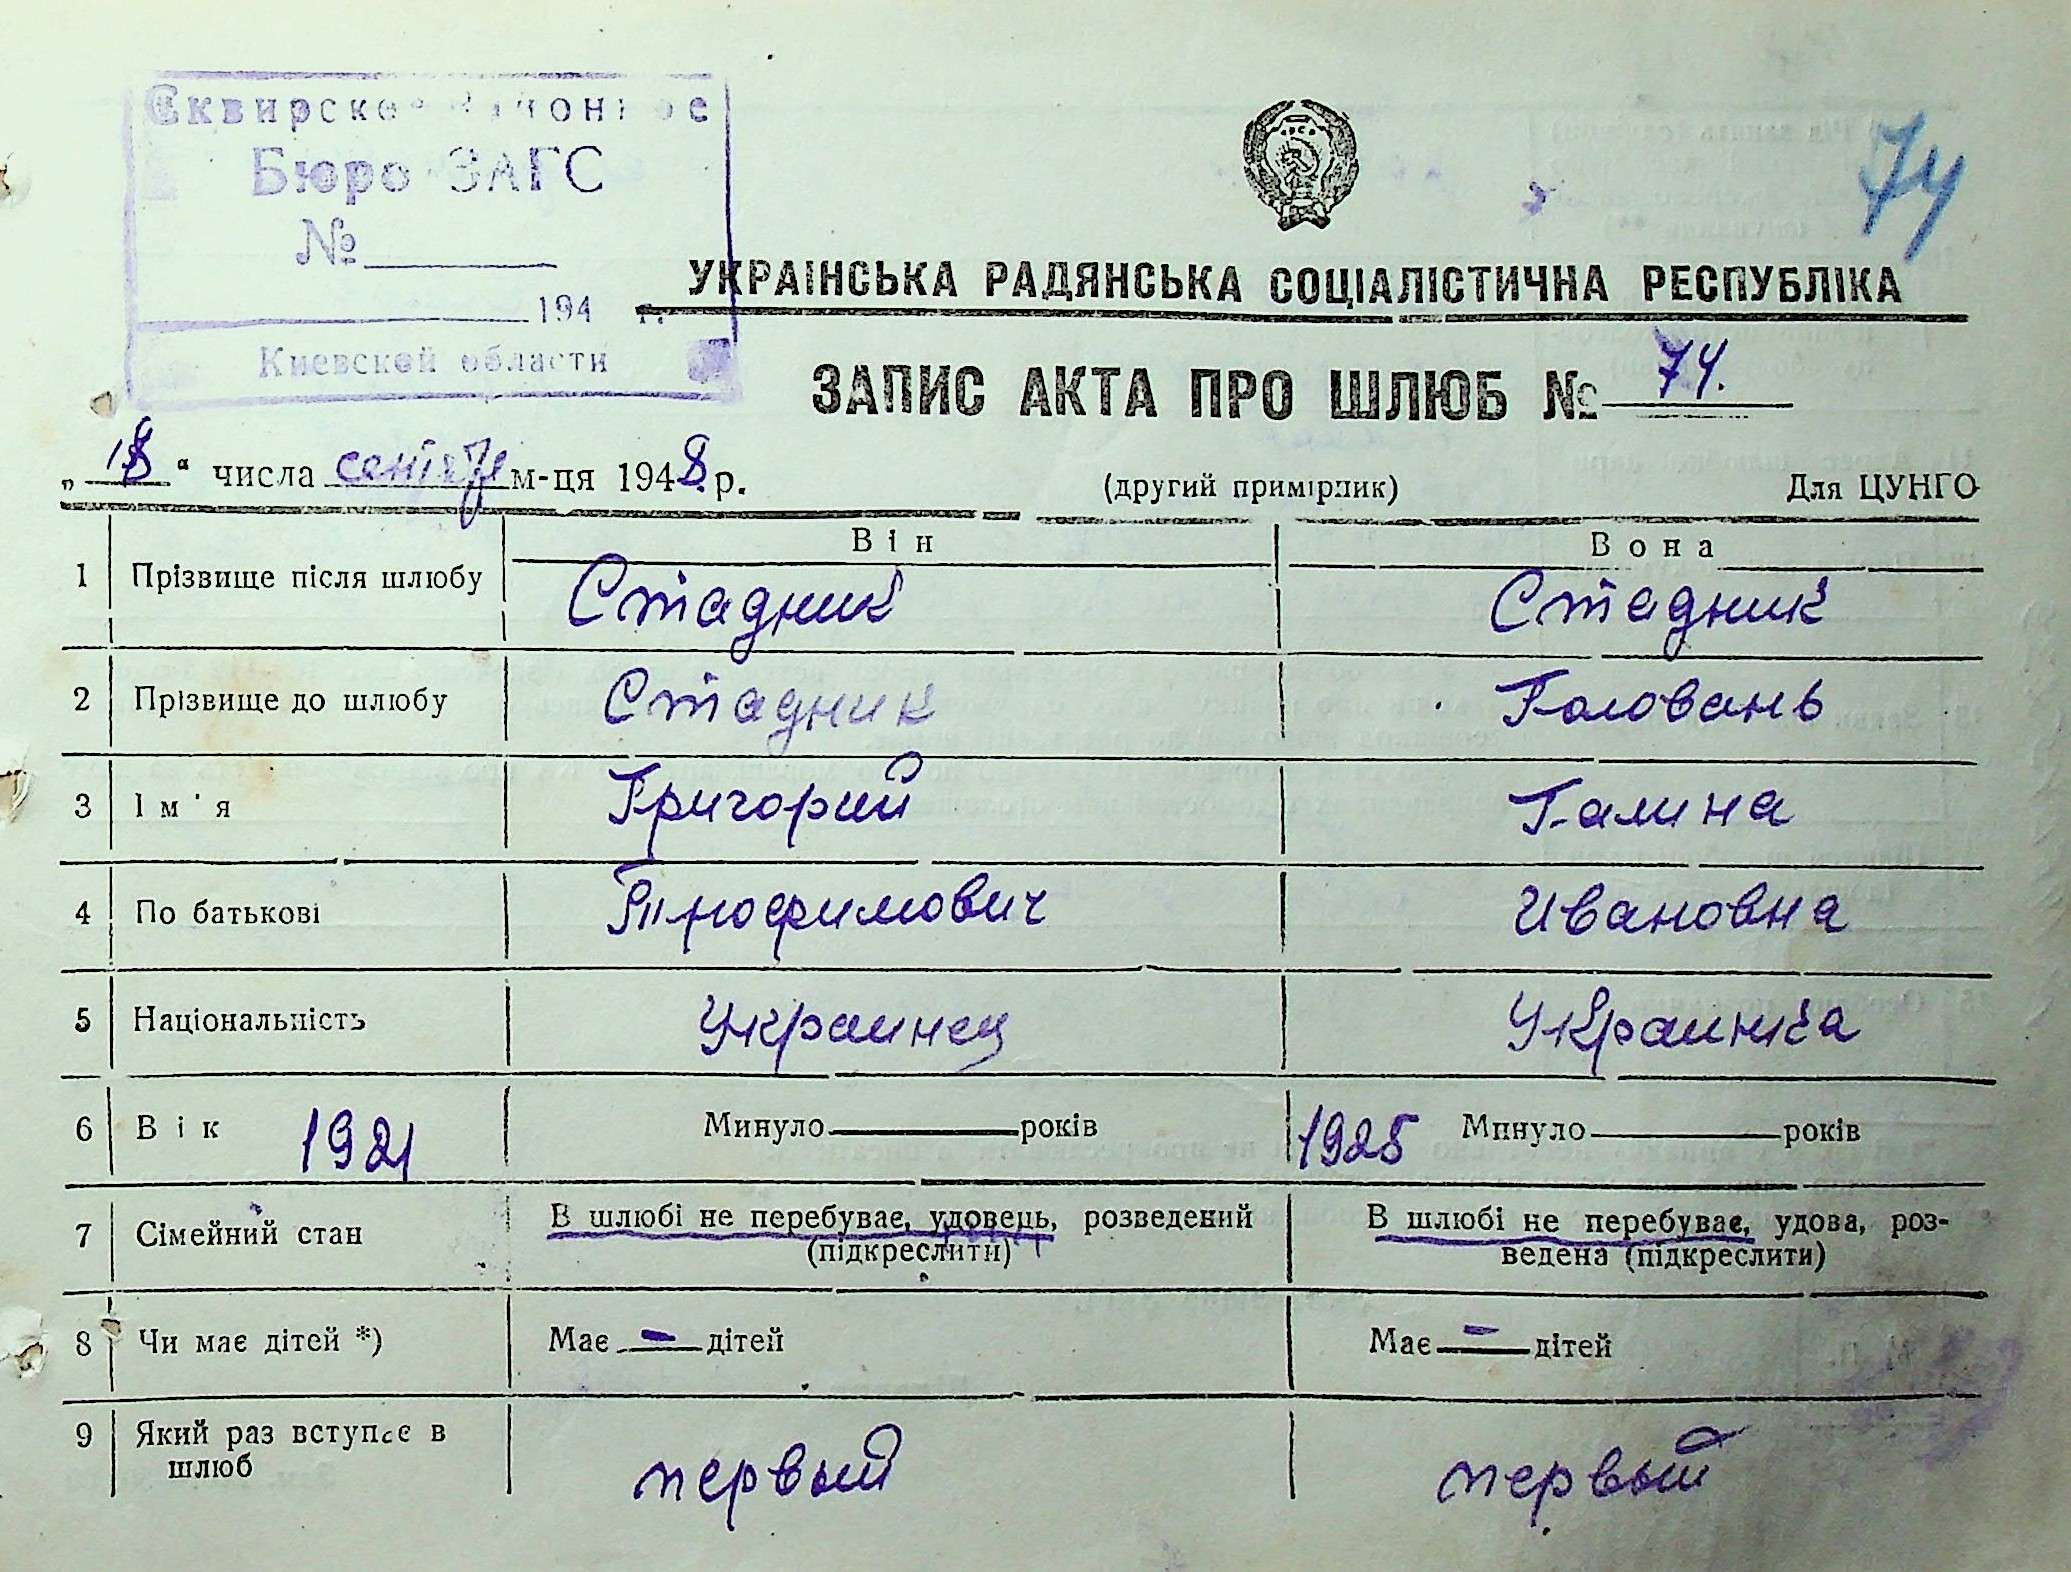 Сквирское районное
Бюро ЗАГС
№
194 г.
Киевской области
74
УКРАЇНСЬКА РАДЯНСЬКА СОЦІАЛІСТИЧНА РЕСПУБЛІКА
ЗАПИС АКТА ПРО ШЛЮБ № 74.
„18“ числа м-ця 1948 р.
(другий примірник)
Для ЦУНГО
Він Вона
1 Прізвище після шлюбу Стадник Стадник
2 Прізвище до шлюбу Стадник Головань
3 Ім'я Григорий Галина
4 По батькові Трофимович Ивановна
5 Національність Украинец Украинка
6 Вік 1921 Минуло років 1925 Минуло років
7 Сімейний стан В шлюбі не перебуває, удовець, розведений В шлюбі не перебуває, удова, роз-
(підкреслити) ведена (підкреслити)
8 Чи має дітей *) Має - дітей Має - дітей
9 Який раз вступає в
шлюб первый первый